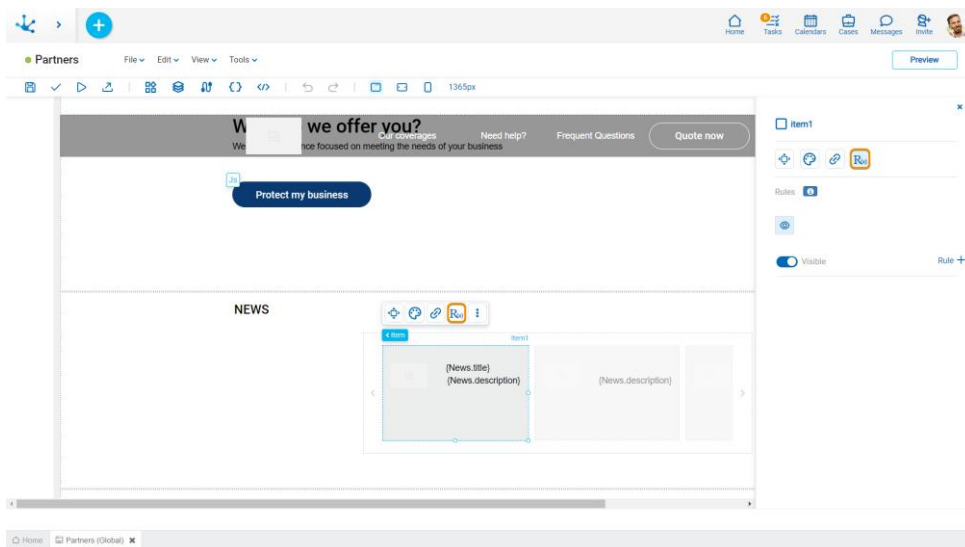 Home
6
Tasks
Calendars
Cases
Messages
Invite
Partners
File
Edit
View
Tools
Preview
1365px
W we offer you?
Our coverages
Need help?
Frequent Questions
Quote now
We nce focused on meeting the needs of your business
Js
Protect my business
NEWS
Item
Item1
{News.title}
{News.description}
{News.description}
item1
Rules
Visible
Rule +
Home
Partners (Global)